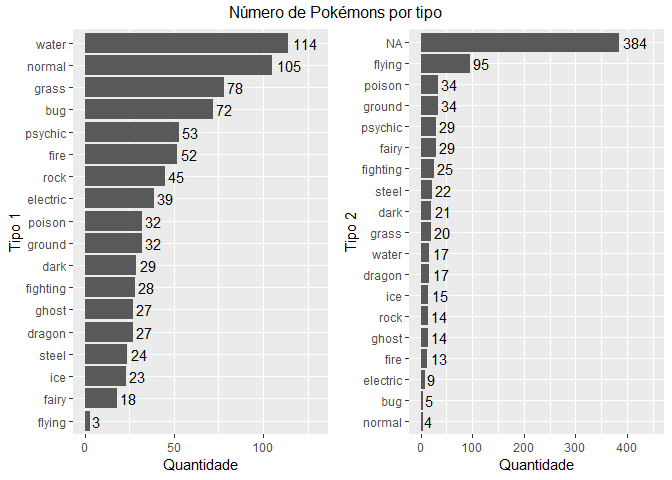 Número de Pokémons por tipo
Tipo 1
water 114
normal 105
grass 78
bug 72
psychic 53
fire 52
rock 45
electric 39
poison 32
ground 32
dark 29
fighting 28
ghost 27
dragon 27
steel 24
ice 23
fairy 18
flying 3
0 50 100
Quantidade
Tipo 2
NA 384
flying 95
poison 34
ground 34
psychic 29
fairy 29
fighting 25
steel 22
dark 21
grass 20
water 17
dragon 17
ice 15
rock 14
ghost 14
fire 13
electric 9
bug 5
normal 4
0 100 200 300 400
Quantidade